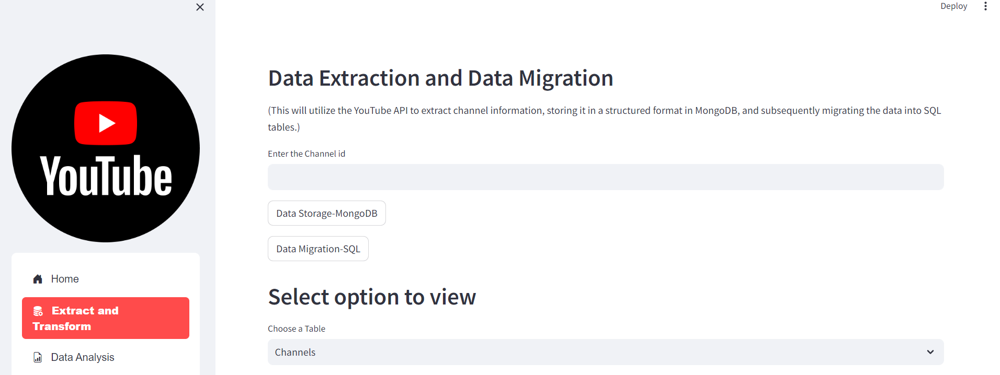 YouTube
Home
Extract and
Transform
Data Analysis
Deploy
Data Extraction and Data Migration
(This will utilize the YouTube API to extract channel information, storing it in a structured format in MongoDB, and subsequently migrating the data into SQL
tables.)
Enter the Channel id
Data Storage-MongoDB
Data Migration-SQL
Select option to view
Choose a Table
Channels